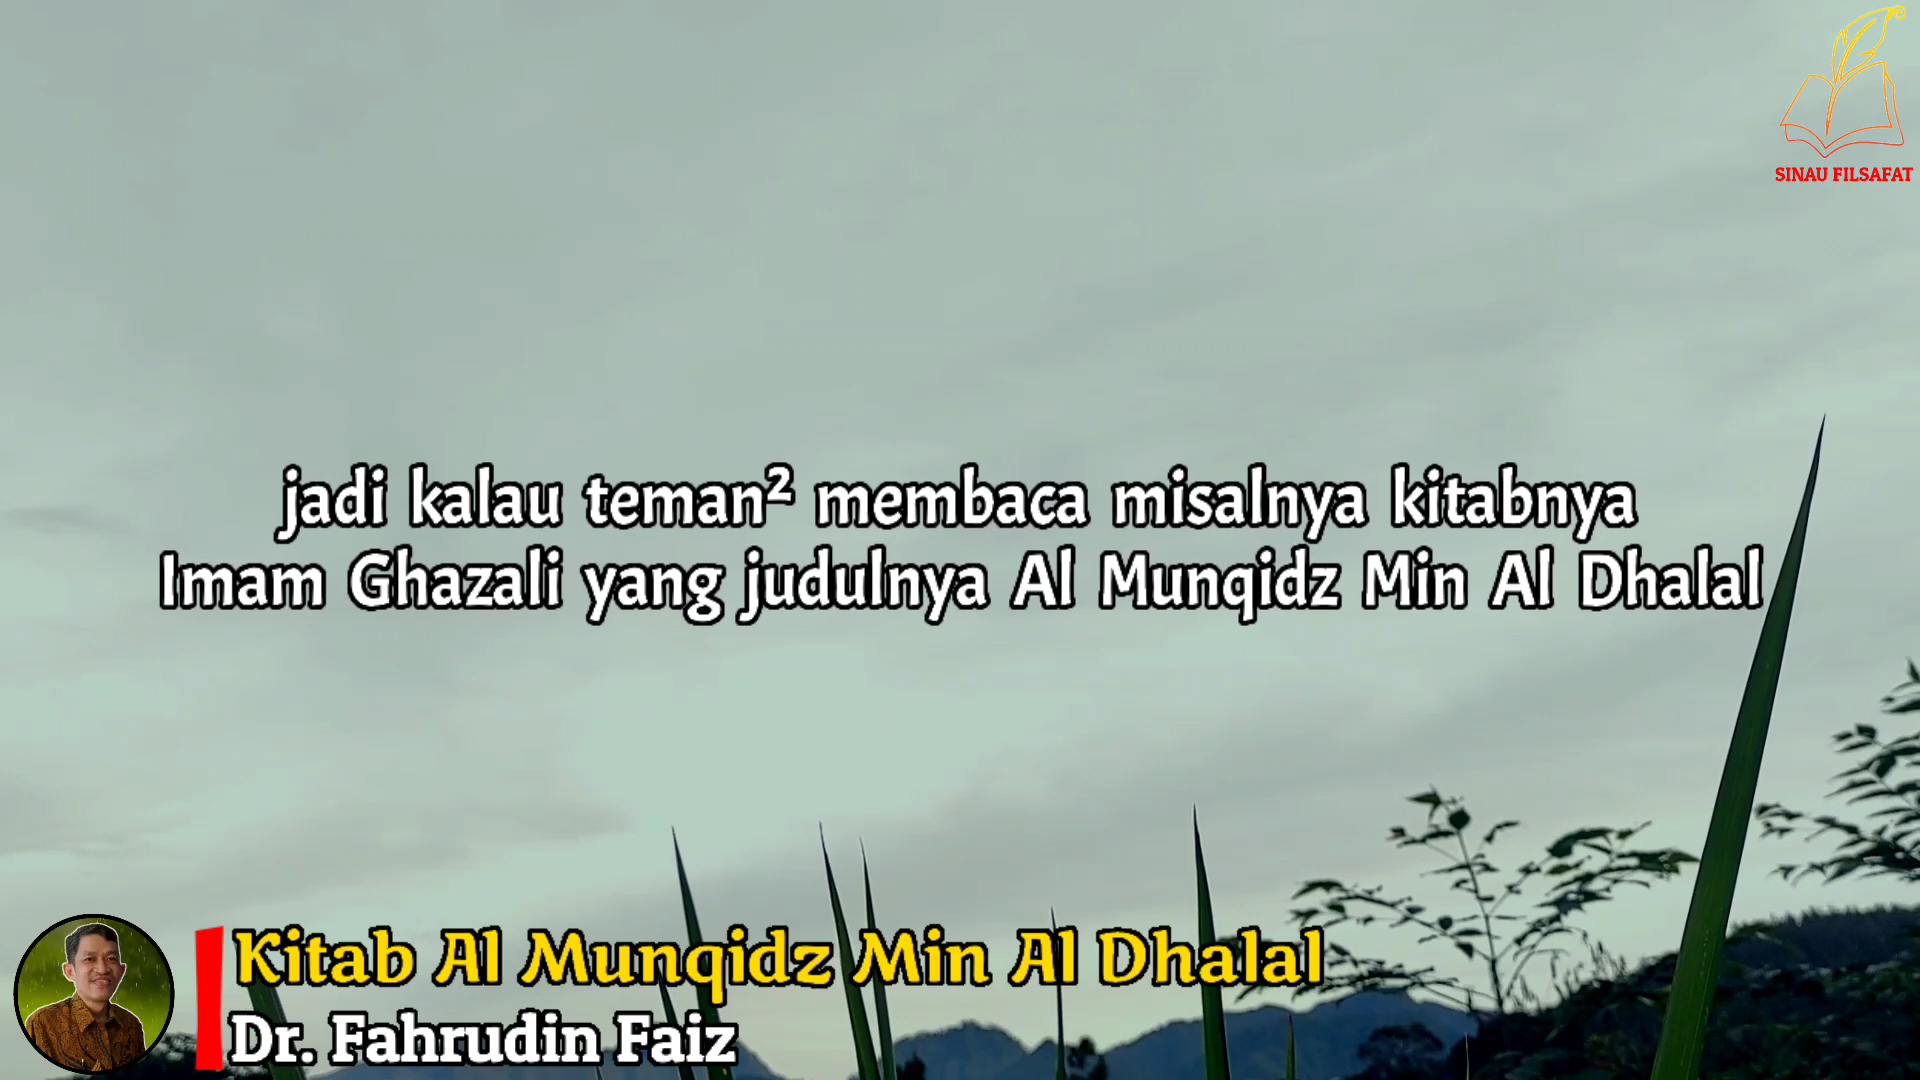 SINAU FILSAFAT
jadi kalau teman² membaca misalnya kitabnya
Imam Ghazali yang judulnya Al Munqidz Min Al Dhalal
Kitab Al Munqidz Min Al Dhalal
Dr. Fahrudin Faiz